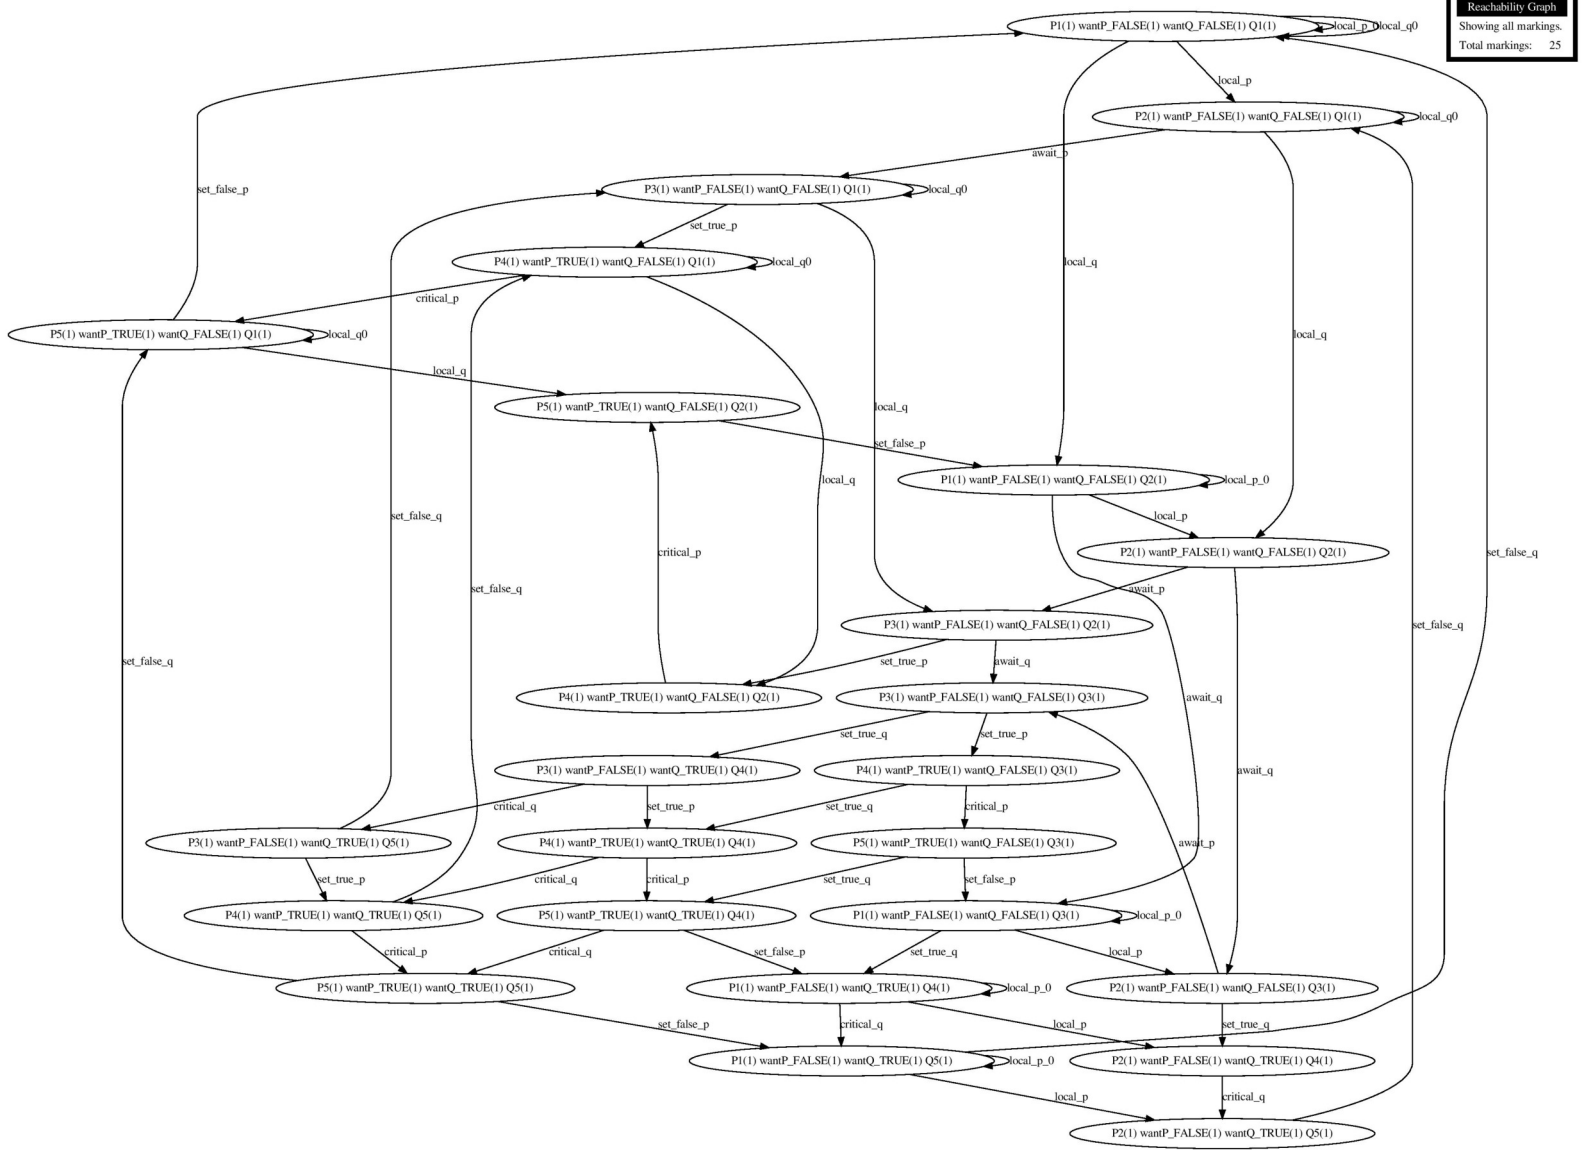 Reachability Graph
Showing all markings.
Total markings: 25
P1(1) wantP_FALSE(1) wantQ_FALSE(1) Q1(1)
local_p_0
local_q0
local_p
P2(1) wantP_FALSE(1) wantQ_FALSE(1) Q1(1)
local_q0
await_p
set_false_p
P3(1) wantP_FALSE(1) wantQ_FALSE(1) Q1(1)
local_q0
set_true_p
P4(1) wantP_TRUE(1) wantQ_FALSE(1) Q1(1)
local_q0
local_q
critical_p
P5(1) wantP_TRUE(1) wantQ_FALSE(1) Q1(1)
local_q0
local_q
local_q
P5(1) wantP_TRUE(1) wantQ_FALSE(1) Q2(1)
local_q
set_false_p
P1(1) wantP_FALSE(1) wantQ_FALSE(1) Q2(1)
local_p_0
local_q
set_false_q
local_p
critical_p
P2(1) wantP_FALSE(1) wantQ_FALSE(1) Q2(1)
set_false_q
set_false_q
await_p
P3(1) wantP_FALSE(1) wantQ_FALSE(1) Q2(1)
set_false_q
set_false_q
set_true_p
await_q
P4(1) wantP_TRUE(1) wantQ_FALSE(1) Q2(1)
P3(1) wantP_FALSE(1) wantQ_FALSE(1) Q3(1)
await_q
set_true_q
set_true_p
P3(1) wantP_FALSE(1) wantQ_TRUE(1) Q4(1)
P4(1) wantP_TRUE(1) wantQ_FALSE(1) Q3(1)
await_q
critical_q
set_true_p
set_true_q
critical_p
P3(1) wantP_FALSE(1) wantQ_TRUE(1) Q5(1)
P4(1) wantP_TRUE(1) wantQ_TRUE(1) Q4(1)
P5(1) wantP_TRUE(1) wantQ_FALSE(1) Q3(1)
await_p
set_true_p
critical_q
critical_p
set_true_q
set_false_p
P4(1) wantP_TRUE(1) wantQ_TRUE(1) Q5(1)
P5(1) wantP_TRUE(1) wantQ_TRUE(1) Q4(1)
P1(1) wantP_FALSE(1) wantQ_FALSE(1) Q3(1)
local_p_0
critical_p
critical_q
set_false_p
set_true_q
local_p
P5(1) wantP_TRUE(1) wantQ_TRUE(1) Q5(1)
P1(1) wantP_FALSE(1) wantQ_TRUE(1) Q4(1)
local_p_0
P2(1) wantP_FALSE(1) wantQ_FALSE(1) Q3(1)
set_false_p
critical_q
local_p
set_true_q
P1(1) wantP_FALSE(1) wantQ_TRUE(1) Q5(1)
local_p_0
P2(1) wantP_FALSE(1) wantQ_TRUE(1) Q4(1)
local_p
critical_q
P2(1) wantP_FALSE(1) wantQ_TRUE(1) Q5(1)